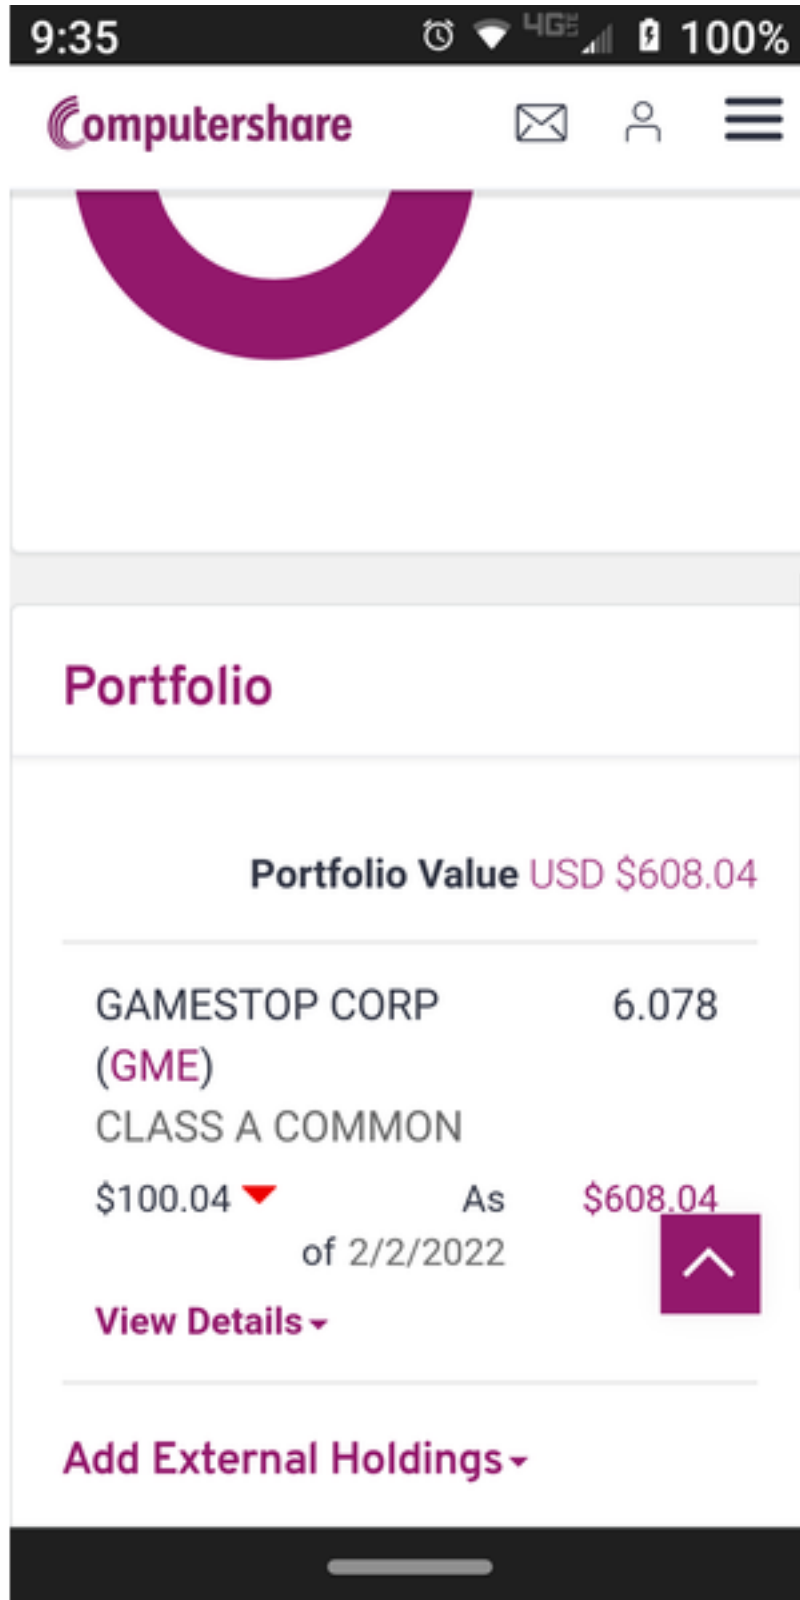 9:35 4GE 100%
Computershare
Portfolio
Portfolio Value USD $608.04
GAMESTOP CORP 6.078
(GME)
CLASS A COMMON
$100.04 As $608.04
of 2/2/2022
View Details
Add External Holdings